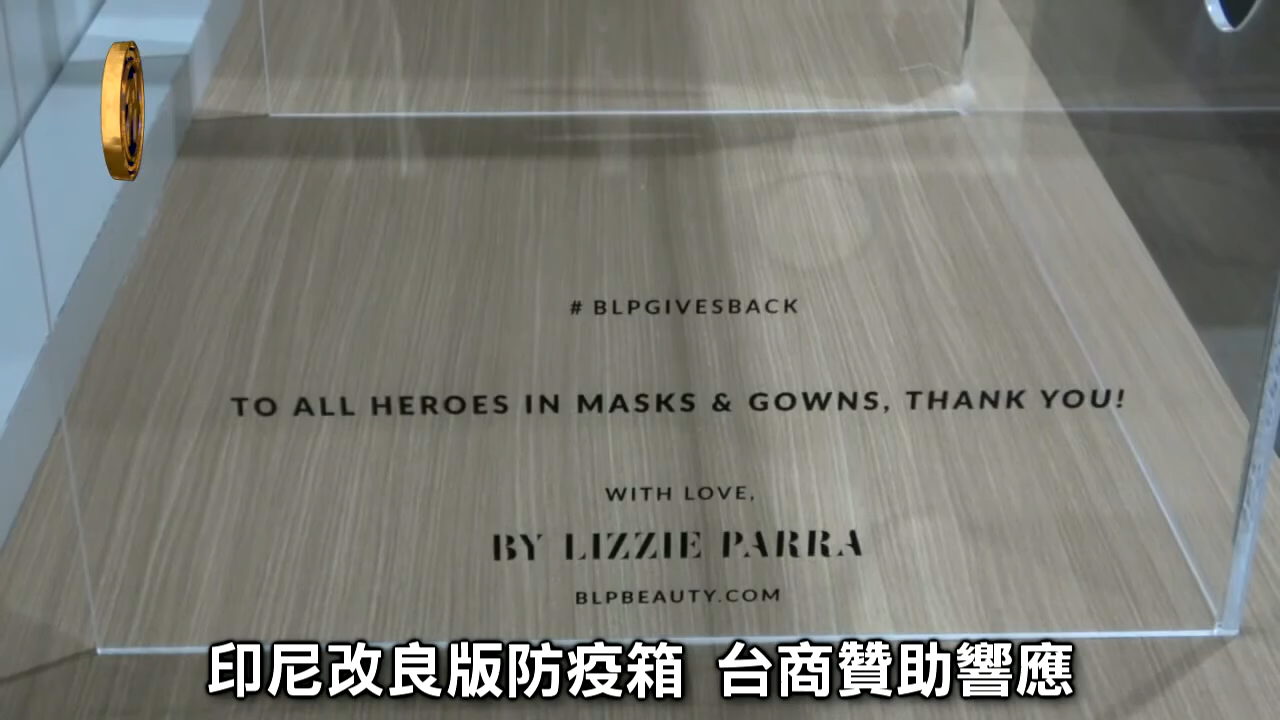 # BLPGIVESBACK
TO ALL HEROES IN MASKS & GOWNS, THANK YOU!
WITH LOVE,
BY LIZZIE PARRA
BLPBEAUTY.COM
印尼改良版防疫箱 台商贊助響應